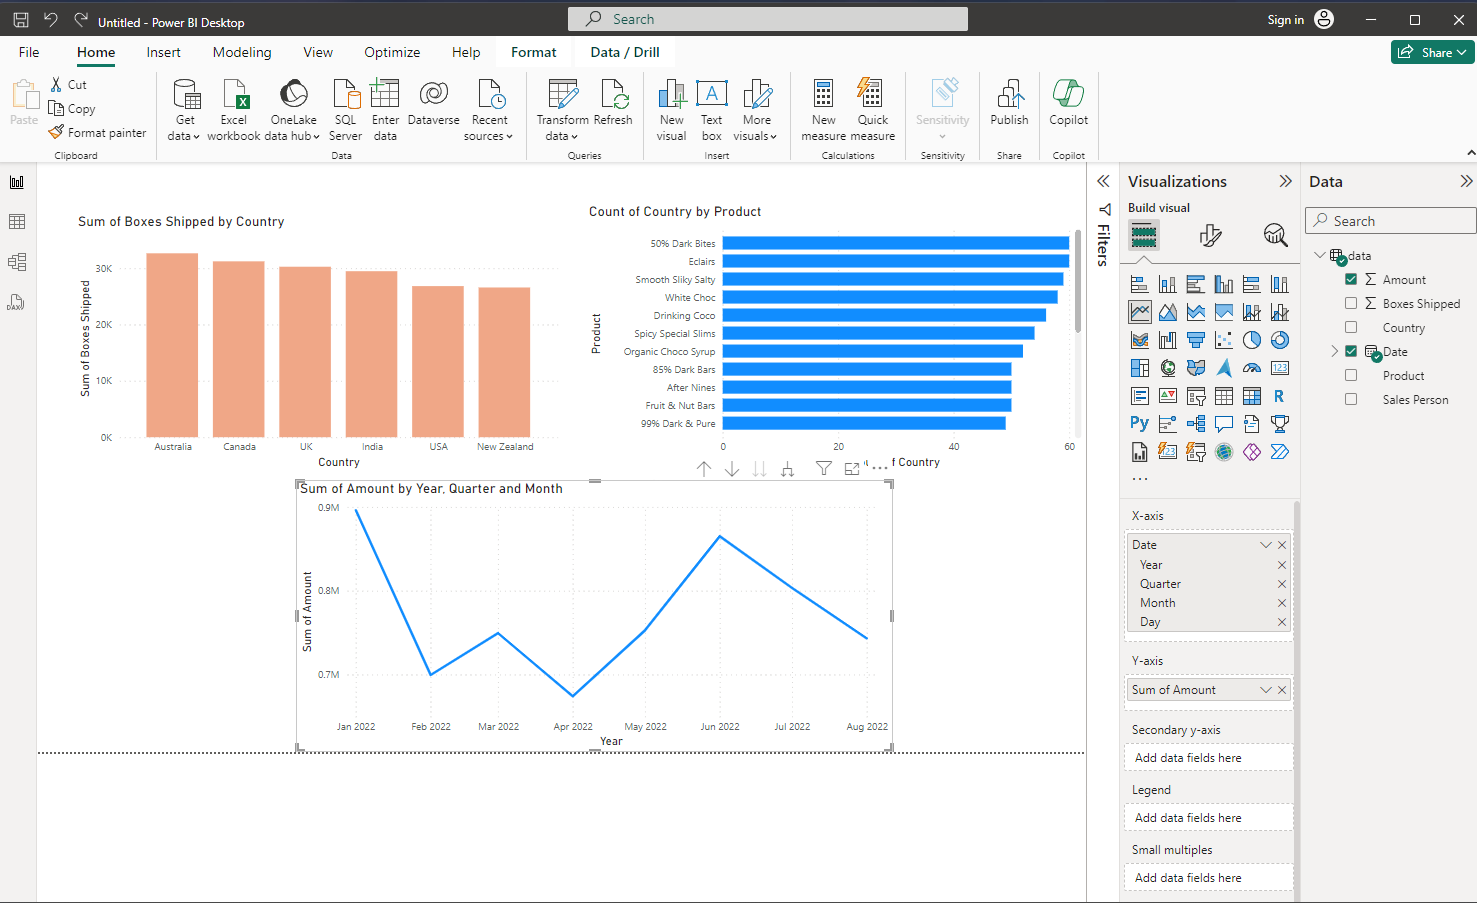 Untitled - Power BI Desktop
Search
Sign in
File
Home
Insert
Modeling
View
Optimize
Help
Format
Data / Drill
Share
Paste
Cut
Copy
Format painter
Clipboard
Get data
Excel workbook
OneLake data hub
SQL Server
Enter data
Dataverse
Recent sources
Data
Transform data
Refresh
Queries
New visual
Text box
More visuals
Insert
New measure
Quick measure
Calculations
Sensitivity
Sensitivity
Publish
Share
Copilot
Copilot
Sum of Boxes Shipped by Country
Sum of Boxes Shipped
30K
20K
10K
0K
Australia
Canada
UK
India
USA
New Zealand
Country
Count of Country by Product
Product
50% Dark Bites
Eclairs
Smooth Sliky Salty
White Choc
Drinking Coco
Spicy Special Slims
Organic Choco Syrup
85% Dark Bars
After Nines
Fruit & Nut Bars
99% Dark & Pure
0
20
40
60
f Country
Sum of Amount by Year, Quarter and Month
Sum of Amount
0.9M
0.8M
0.7M
Jan 2022
Feb 2022
Mar 2022
Apr 2022
May 2022
Jun 2022
Jul 2022
Aug 2022
Year
Filters
Visualizations
Build visual
123
R
Py
123
X-axis
Date
Year
Quarter
Month
Day
Y-axis
Sum of Amount
Secondary y-axis
Add data fields here
Legend
Add data fields here
Small multiples
Add data fields here
Data
Search
data
Amount
Boxes Shipped
Country
Date
Product
Sales Person